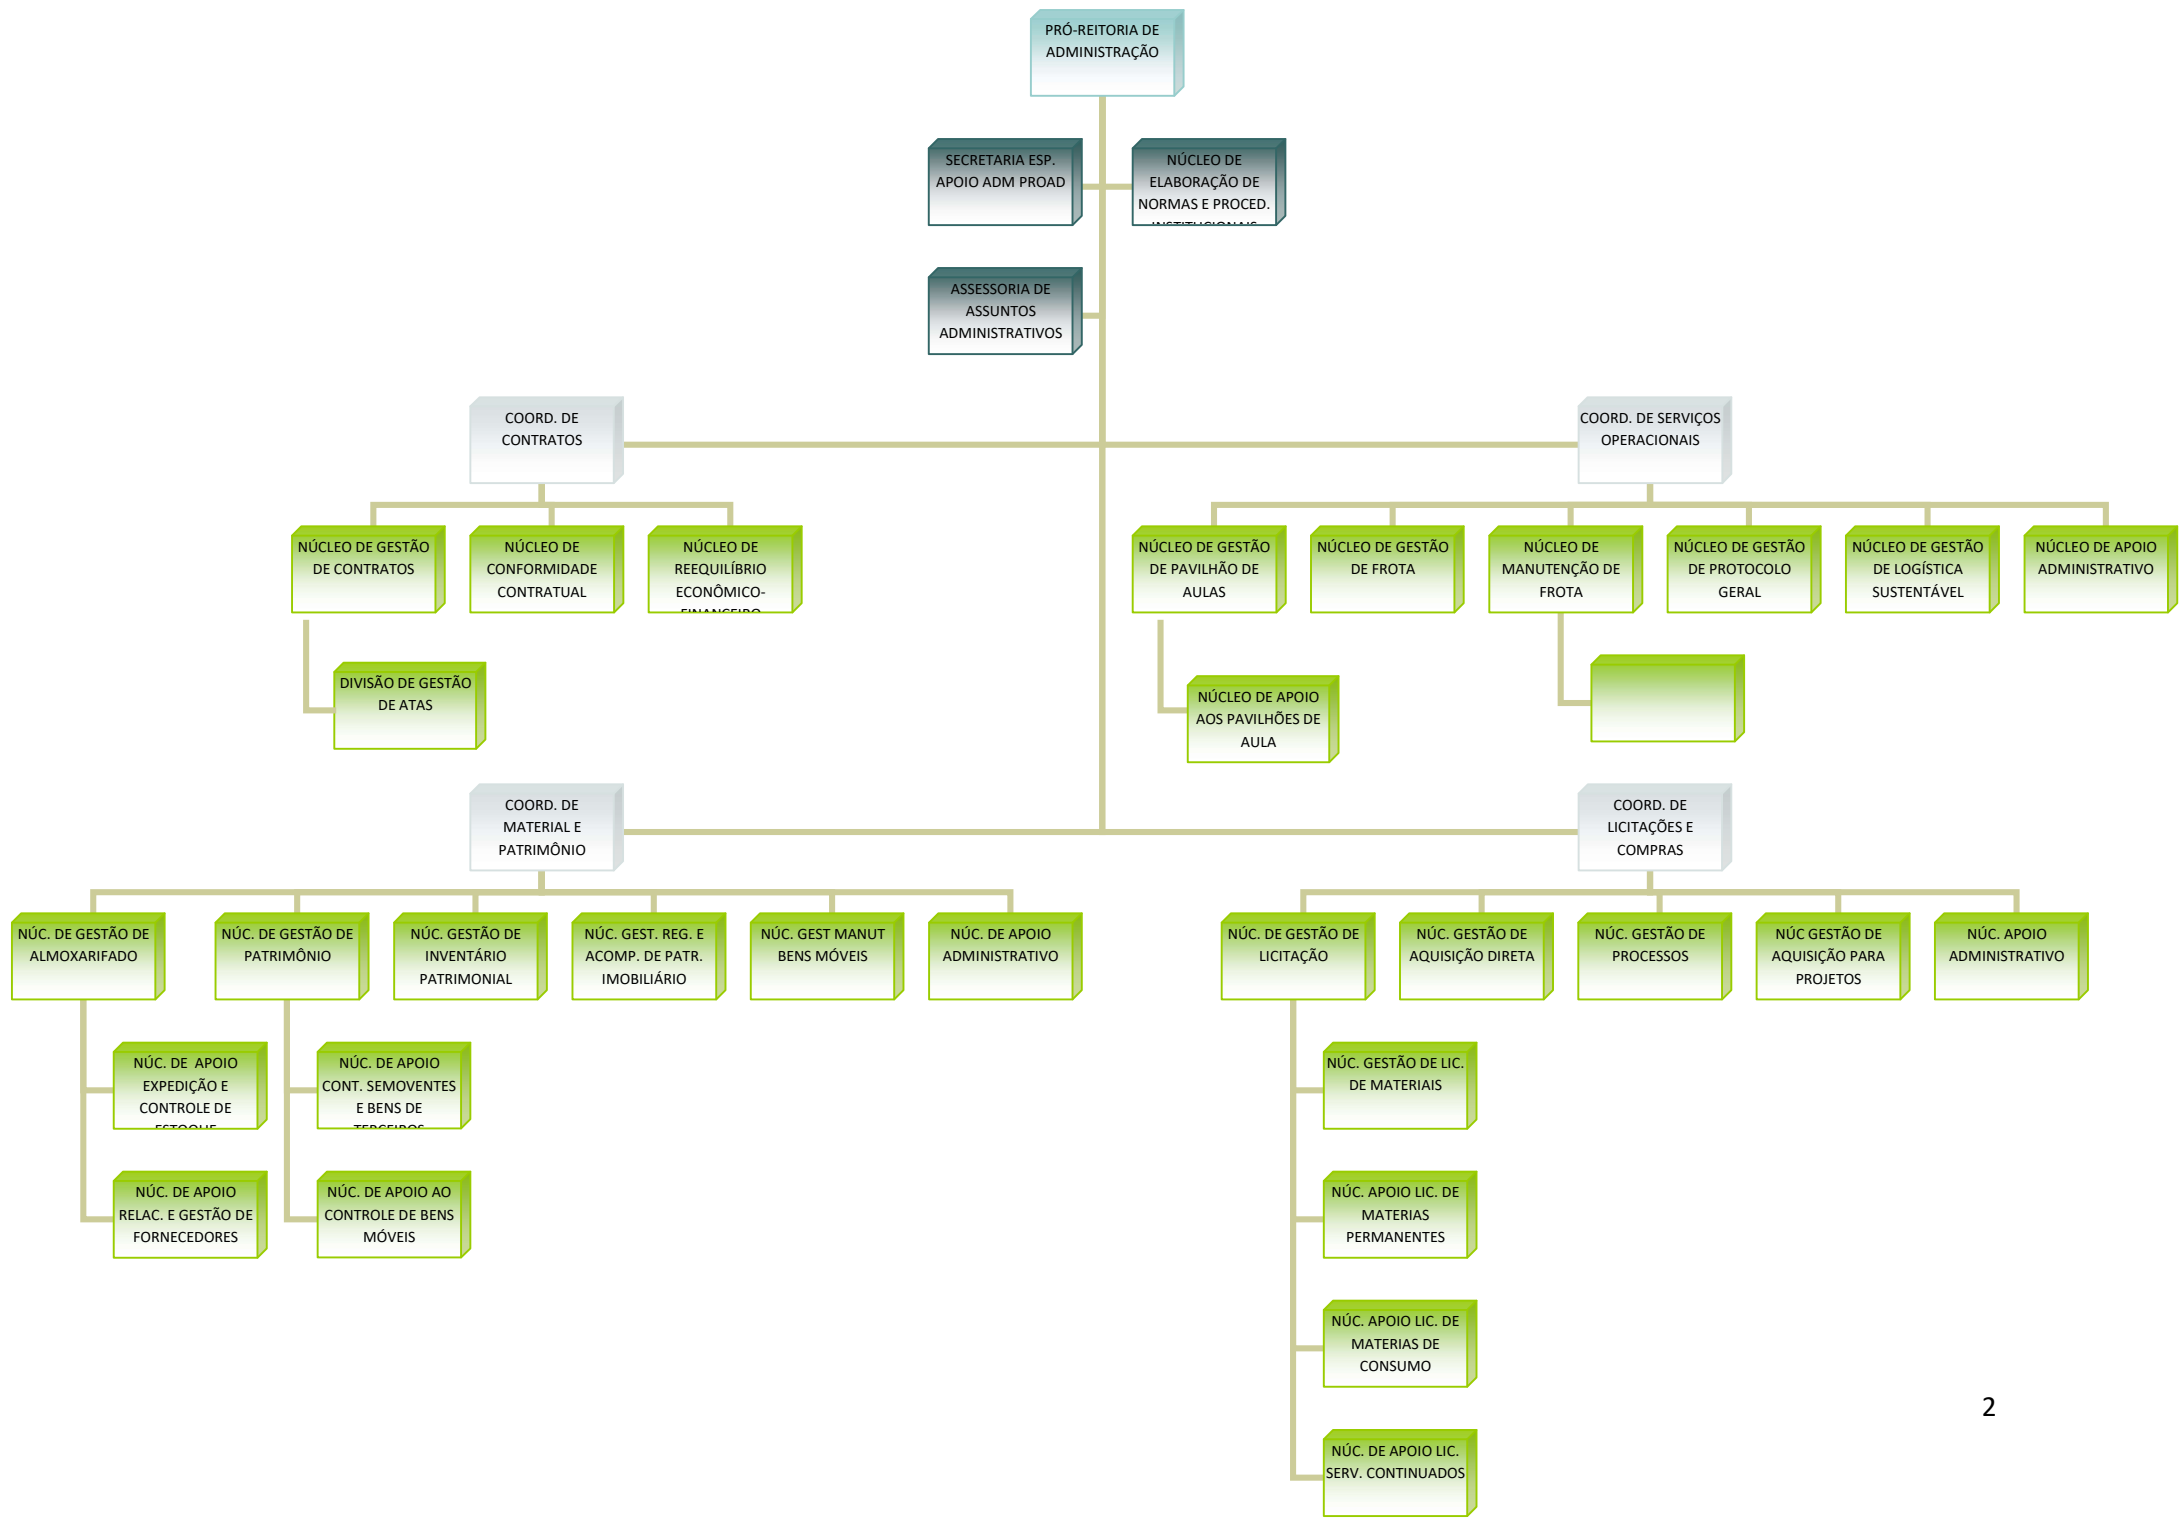 PRÓ-REITORIA DE
ADMINISTRAÇÃO
SECRETARIA ESP.
APOIO ADM PROAD
NÚCLEO DE
ELABORAÇÃO DE
NORMAS E PROCED.
INSTITUCIONAIS
ASSESSORIA DE
ASSUNTOS
ADMINISTRATIVOS
COORD. DE
CONTRATOS
COORD. DE SERVIÇOS
OPERACIONAIS
NÚCLEO DE GESTÃO
DE CONTRATOS
NÚCLEO DE
CONFORMIDADE
CONTRATUAL
NÚCLEO DE
REEQUILÍBRIO
ECONÔMICO-
FINANCEIRO
NÚCLEO DE GESTÃO
DE PAVILHÃO DE
AULAS
NÚCLEO DE GESTÃO
DE FROTA
NÚCLEO DE
MANUTENÇÃO DE
FROTA
NÚCLEO DE GESTÃO
DE PROTOCOLO
GERAL
NÚCLEO DE GESTÃO
DE LOGÍSTICA
SUSTENTÁVEL
NÚCLEO DE APOIO
ADMINISTRATIVO
DIVISÃO DE GESTÃO
DE ATAS
NÚCLEO DE APOIO
AOS PAVILHÕES DE
AULA
COORD. DE
MATERIAL E
PATRIMÔNIO
COORD. DE
LICITAÇÕES E
COMPRAS
NÚC. DE GESTÃO DE
ALMOXARIFADO
NÚC. DE GESTÃO DE
PATRIMÔNIO
NÚC. GESTÃO DE
INVENTÁRIO
PATRIMONIAL
NÚC. GEST. REG. E
ACOMP. DE PATR.
IMOBILIÁRIO
NÚC. GEST MANUT
BENS MÓVEIS
NÚC. DE APOIO
ADMINISTRATIVO
NÚC. DE GESTÃO DE
LICITAÇÃO
NÚC. GESTÃO DE
AQUISIÇÃO DIRETA
NÚC. GESTÃO DE
PROCESSOS
NÚC GESTÃO DE
AQUISIÇÃO PARA
PROJETOS
NÚC. APOIO
ADMINISTRATIVO
NÚC. DE APOIO
EXPEDIÇÃO E
CONTROLE DE
ESTOQUE
NÚC. DE APOIO
CONT. SEMOVENTES
E BENS DE
TERCEIROS
NÚC. GESTÃO DE LIC.
DE MATERIAIS
NÚC. DE APOIO
RELAC. E GESTÃO DE
FORNECEDORES
NÚC. DE APOIO AO
CONTROLE DE BENS
MÓVEIS
NÚC. APOIO LIC. DE
MATERIAS
PERMANENTES
NÚC. APOIO LIC. DE
MATERIAS DE
CONSUMO
NÚC. DE APOIO LIC.
SERV. CONTINUADOS
2